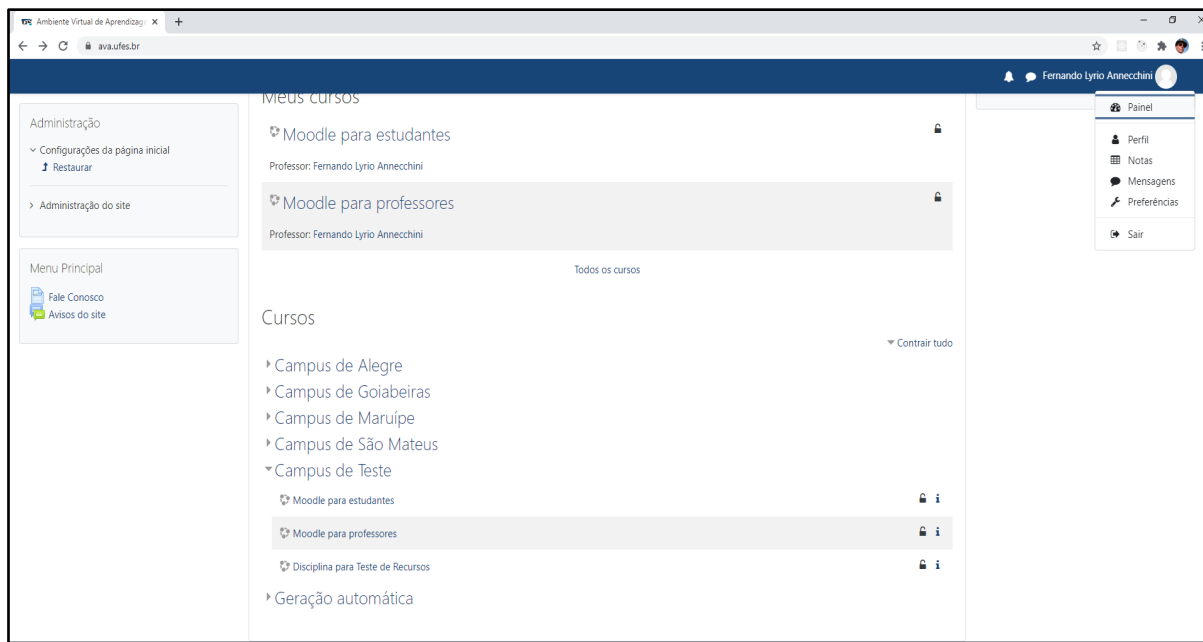 Ambiente Virtual de Aprendizag
ava.ufes.br
Fernando Lyrio Annecchini
Painel
Perfil
Notas
Mensagens
Preferências
Sair
Administração
Configurações da página inicial
Restaurar
Administração do site
Menu Principal
Fale Conosco
Avisos do site
Meus cursos
Moodle para estudantes
Professor: Fernando Lyrio Annecchini
Moodle para professores
Professor: Fernando Lyrio Annecchini
Todos os cursos
Cursos
Contrair tudo
Campus de Alegre
Campus de Goiabeiras
Campus de Maruípe
Campus de São Mateus
Campus de Teste
Moodle para estudantes
Moodle para professores
Disciplina para Teste de Recursos
Geração automática